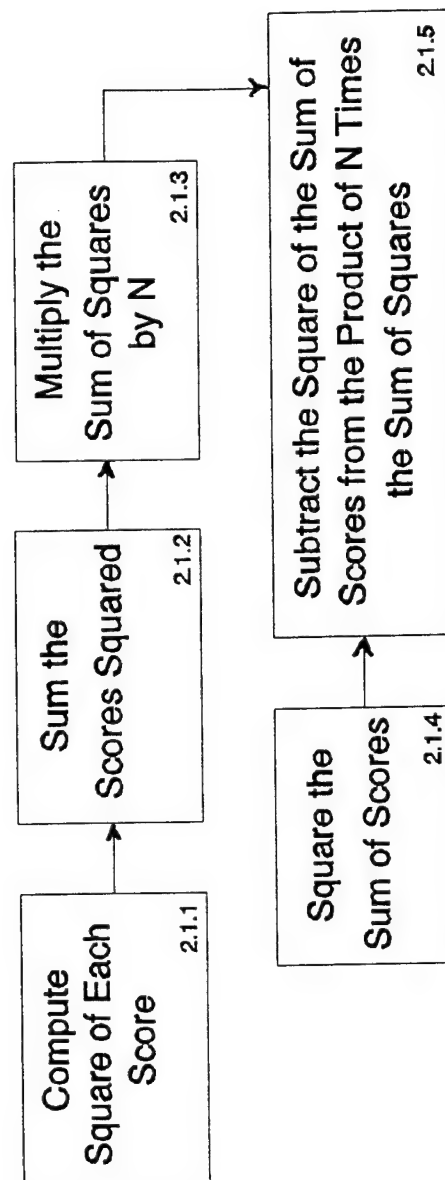 Compute
Square of Each
Score
2.1.1
Sum the
Scores Squared
2.1.2
Multiply the
Sum of Squares
by N
2.1.3
Square the
Sum of Scores
2.1.4
Subtract the Square of the Sum of
Scores from the Product of N Times
the Sum of Squares
2.1.5